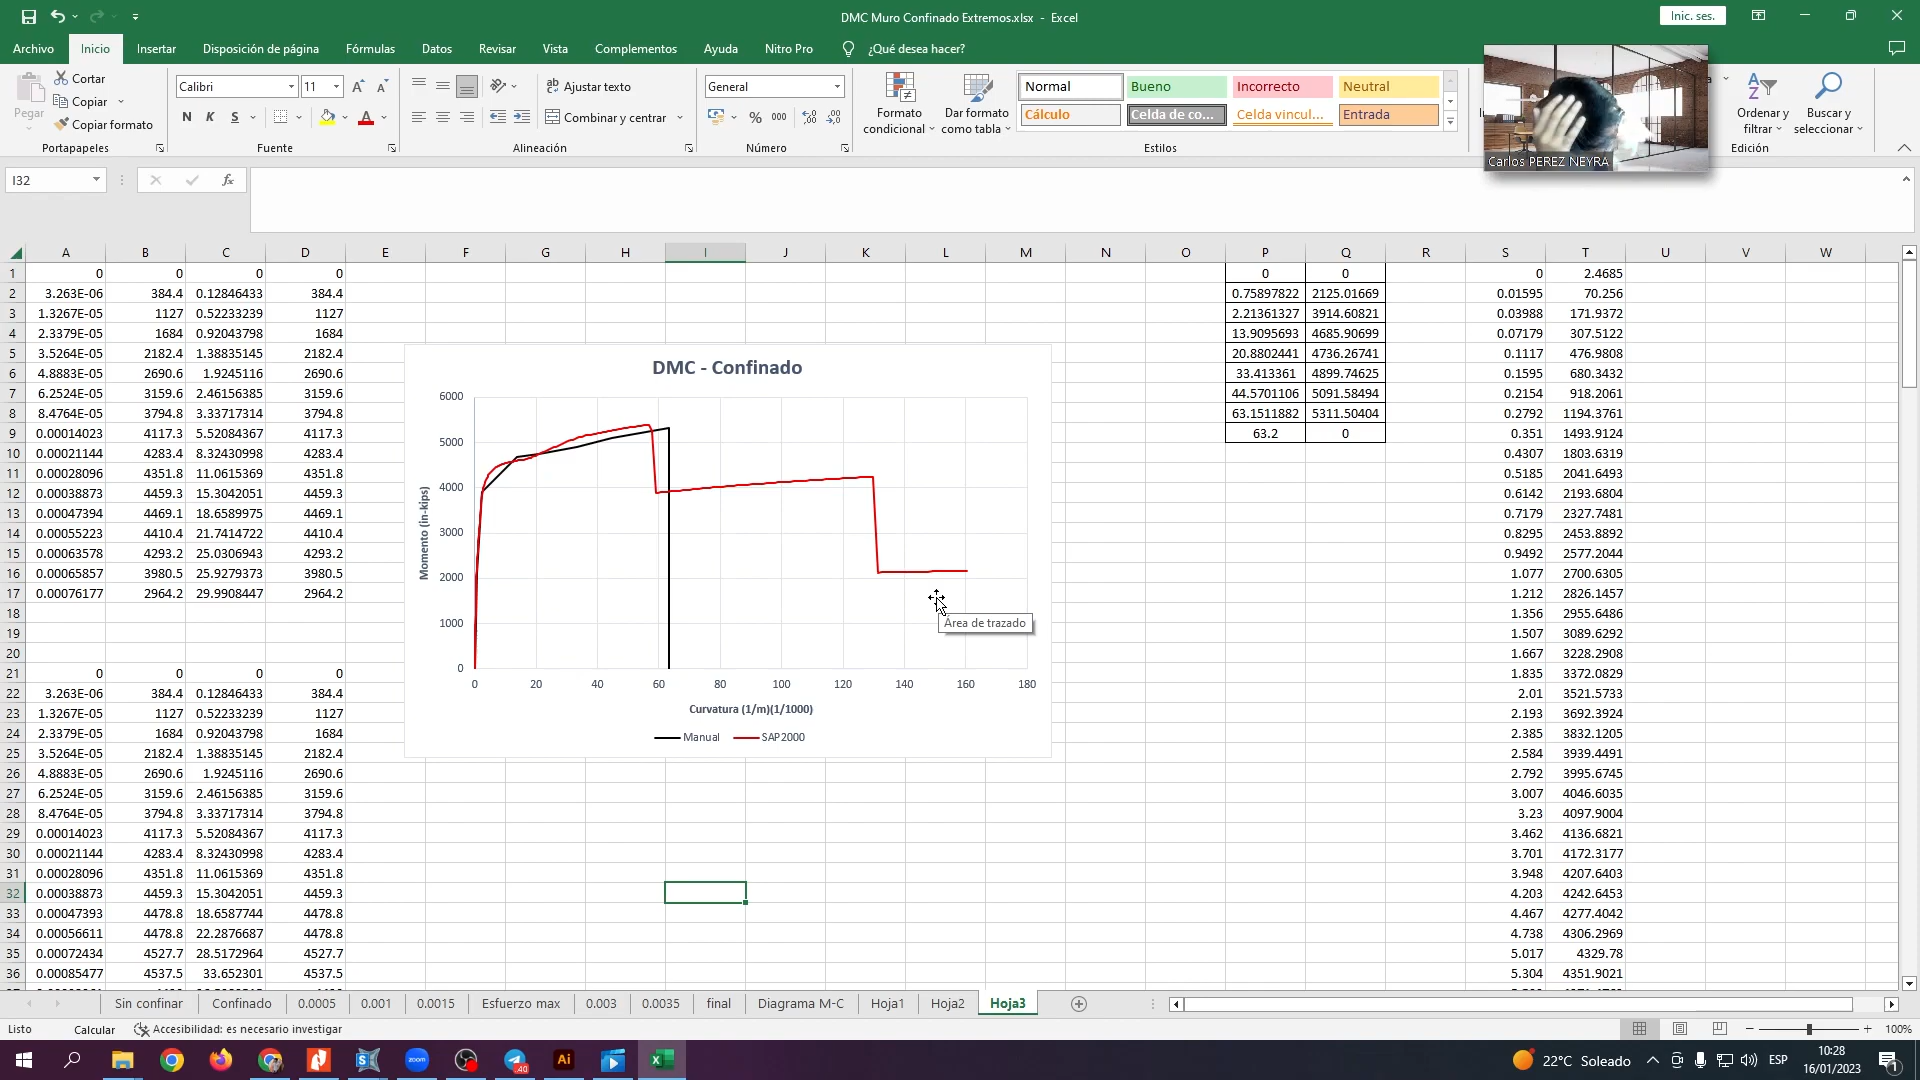 DMC Muro Confinado Extremos.xlsx - Excel
Inic. ses.
Archivo Inicio Insertar Disposición de página Fórmulas Datos Revisar Vista Complementos Ayuda Nitro Pro ¿Qué desea hacer?
Pegar
Cortar
Copiar
Copiar formato
Portapapeles
Calibri 11
N K S
Fuente
Ajustar texto
Combinar y centrar
Alineación
General
% 000
Número
Formato condicional
Dar formato como tabla
Normal Bueno Incorrecto Neutral
Cálculo Celda de co... Celda vincul... Entrada
Estilos
Ordenar y filtrar
Buscar y seleccionar
Edición
Carlos PEREZ NEYRA
I32
fx
A B C D E F G H I J K L M N O P Q R S T U V W
1 0 0 0 0 0 0 0 2.4685
2 3.263E-06 384.4 0.12846433 384.4 0.75897822 2125.01669 0.01595 70.256
3 1.3267E-05 1127 0.52233239 1127 2.21361327 3914.60821 0.03988 171.9372
4 2.3379E-05 1684 0.92043798 1684 13.9095693 4685.90699 0.07179 307.5122
5 3.5264E-05 2182.4 1.38835145 2182.4 20.8802441 4736.26741 0.1117 476.9808
6 4.8883E-05 2690.6 1.9245116 2690.6 33.413361 4899.74625 0.1595 680.3432
7 6.2524E-05 3159.6 2.46156385 3159.6 44.5701106 5091.58494 0.2154 918.2061
8 8.4764E-05 3794.8 3.33717314 3794.8 63.1511882 5311.50404 0.2792 1194.3761
9 0.00014023 4117.3 5.52084367 4117.3 63.2 0 0.351 1493.9124
10 0.00021144 4283.4 8.32430998 4283.4 0.4307 1803.6319
11 0.00028096 4351.8 11.0615369 4351.8 0.5185 2041.6493
12 0.00038873 4459.3 15.3042051 4459.3 0.6142 2193.6804
13 0.00047394 4469.1 18.6589975 4469.1 0.7179 2327.7481
14 0.00055223 4410.4 21.7414722 4410.4 0.8295 2453.8892
15 0.00063578 4293.2 25.0306943 4293.2 0.9492 2577.2044
16 0.00065857 3980.5 25.9279373 3980.5 1.077 2700.6305
17 0.00076177 2964.2 29.9908447 2964.2 1.212 2826.1457
18 1.356 2955.6486
19 1.507 3089.6292
20 1.667 3228.2908
21 0 0 0 0 1.835 3372.0829
22 3.263E-06 384.4 0.12846433 384.4 2.01 3521.5733
23 1.3267E-05 1127 0.52233239 1127 2.193 3692.3924
24 2.3379E-05 1684 0.92043798 1684 2.385 3832.1205
25 3.5264E-05 2182.4 1.38835145 2182.4 2.584 3939.4491
26 4.8883E-05 2690.6 1.9245116 2690.6 2.792 3995.6745
27 6.2524E-05 3159.6 2.46156385 3159.6 3.007 4046.6035
28 8.4764E-05 3794.8 3.33717314 3794.8 3.23 4097.9004
29 0.00014023 4117.3 5.52084367 4117.3 3.462 4136.6821
30 0.00021144 4283.4 8.32430998 4283.4 3.701 4172.3177
31 0.00028096 4351.8 11.0615369 4351.8 3.948 4207.6403
32 0.00038873 4459.3 15.3042051 4459.3 4.203 4242.6453
33 0.00047393 4478.8 18.6587744 4478.8 4.467 4277.4042
34 0.00056611 4478.8 22.2876687 4478.8 4.738 4306.2969
35 0.00072434 4527.7 28.5172964 4527.7 5.017 4329.78
36 0.00085477 4537.5 33.652301 4537.5 5.304 4351.9021
DMC - Confinado
6000
5000
4000
3000
2000
1000
0
Momento (in-kips)
0 20 40 60 80 100 120 140 160 180
Curvatura (1/m)(1/1000)
Manual SAP2000
Área de trazado
Sin confinar Confinado 0.0005 0.001 0.0015 Esfuerzo max 0.003 0.0035 final Diagrama M-C Hoja1 Hoja2 Hoja3
Listo Calcular Accesibilidad: es necesario investigar
100%
zoom 40 Ai
22°C Soleado
ESP
10:28
16/01/2023
1